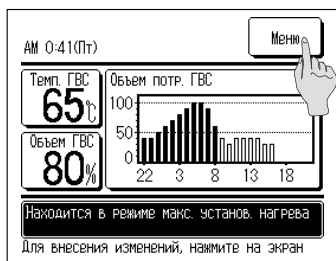 AM 0:41(Пт)
Меню
Темп. ГВС
65℃
Объем ГВС
80%
Объем потр. ГВС
100
50
0
22 3 8 13 18
Находится в режиме макс. установ. нагрева
Для внесения изменений, нажмите на экран